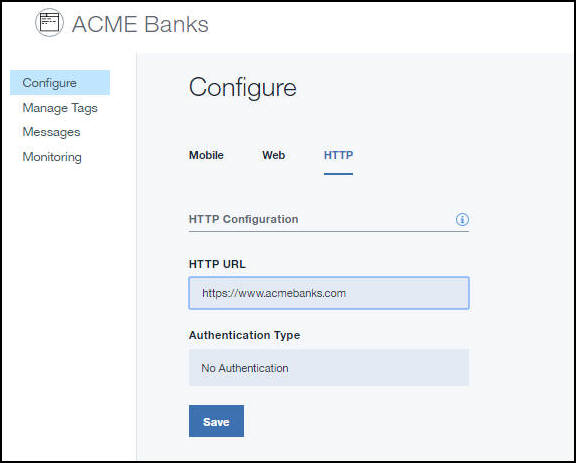 ACME Banks
Configure
Manage Tags
Messages
Monitoring
Configure
Mobile Web HTTP
HTTP Configuration
HTTP URL
https://www.acmebanks.com
Authentication Type
No Authentication
Save